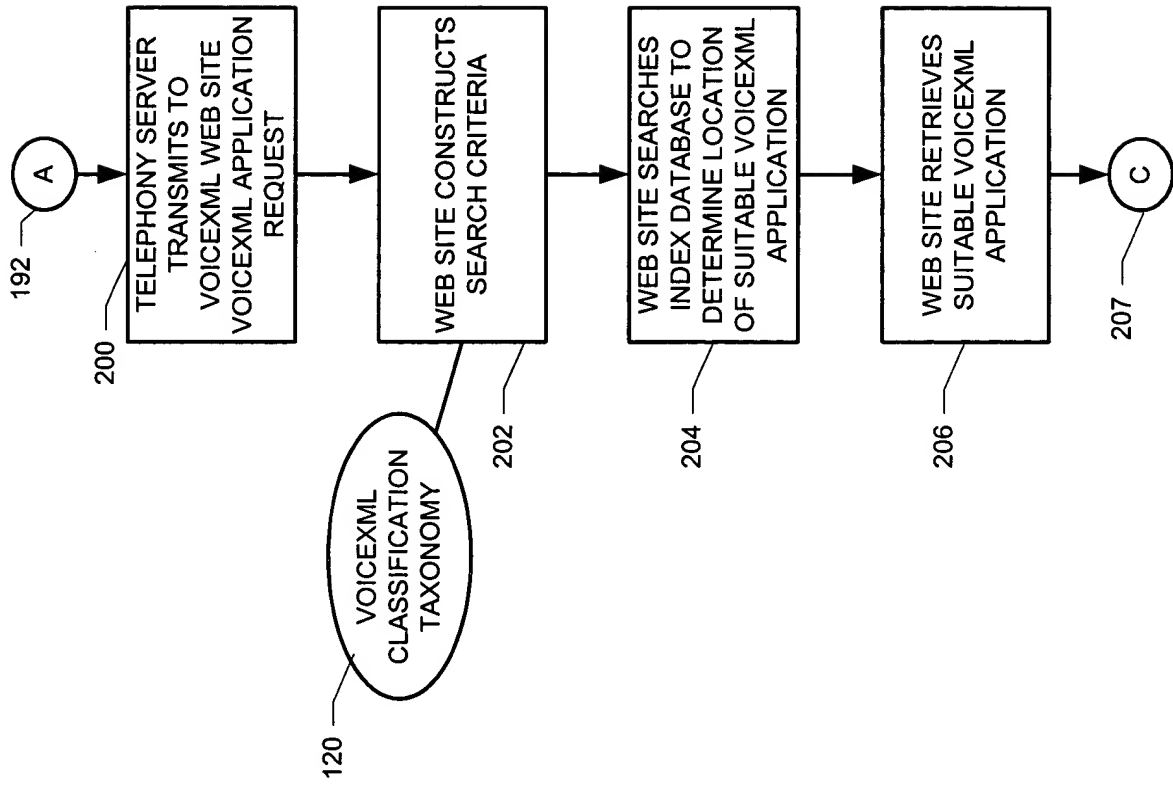 A
192
TELEPHONY SERVER
TRANSMITS TO
VOICEXML WEB SITE
VOICEXML APPLICATION
REQUEST
200
VOICEXML
CLASSIFICATION
TAXONOMY
120
WEB SITE CONSTRUCTS
SEARCH CRITERIA
202
WEB SITE SEARCHES
INDEX DATABASE TO
DETERMINE LOCATION
OF SUITABLE VOICEXML
APPLICATION
204
WEB SITE RETRIEVES
SUITABLE VOICEXML
APPLICATION
206
C
207